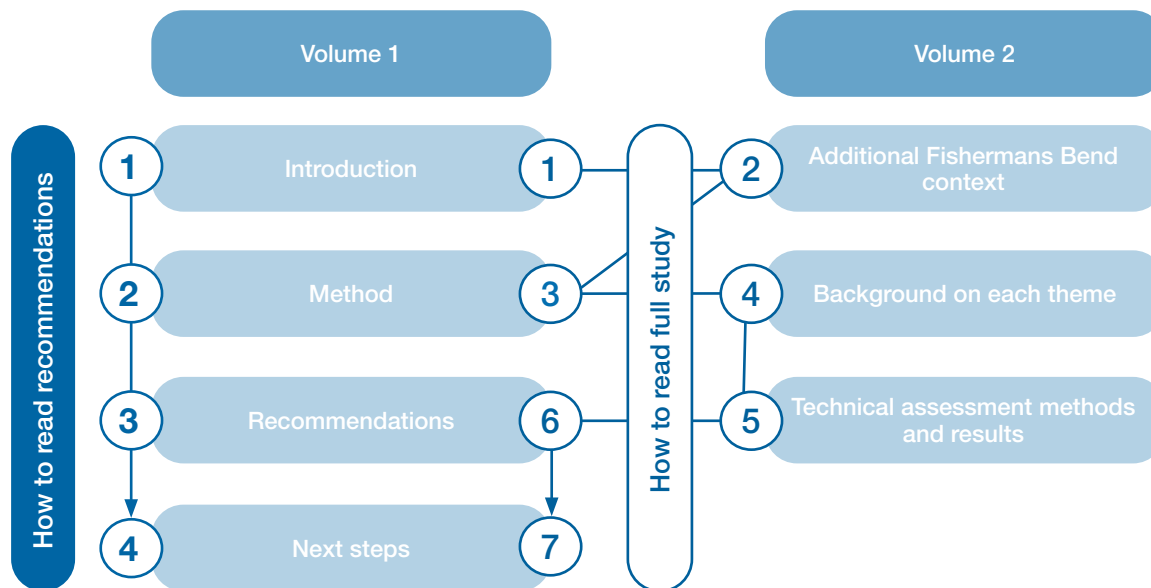 Volume 1
Volume 2
How to read recommendations
1
Introduction
1
How to read full study
2
Additional Fishermans Bend
context
2
Method
3
4
Background on each theme
3
Recommendations
6
5
Technical assessment methods
and results
4
Next steps
7